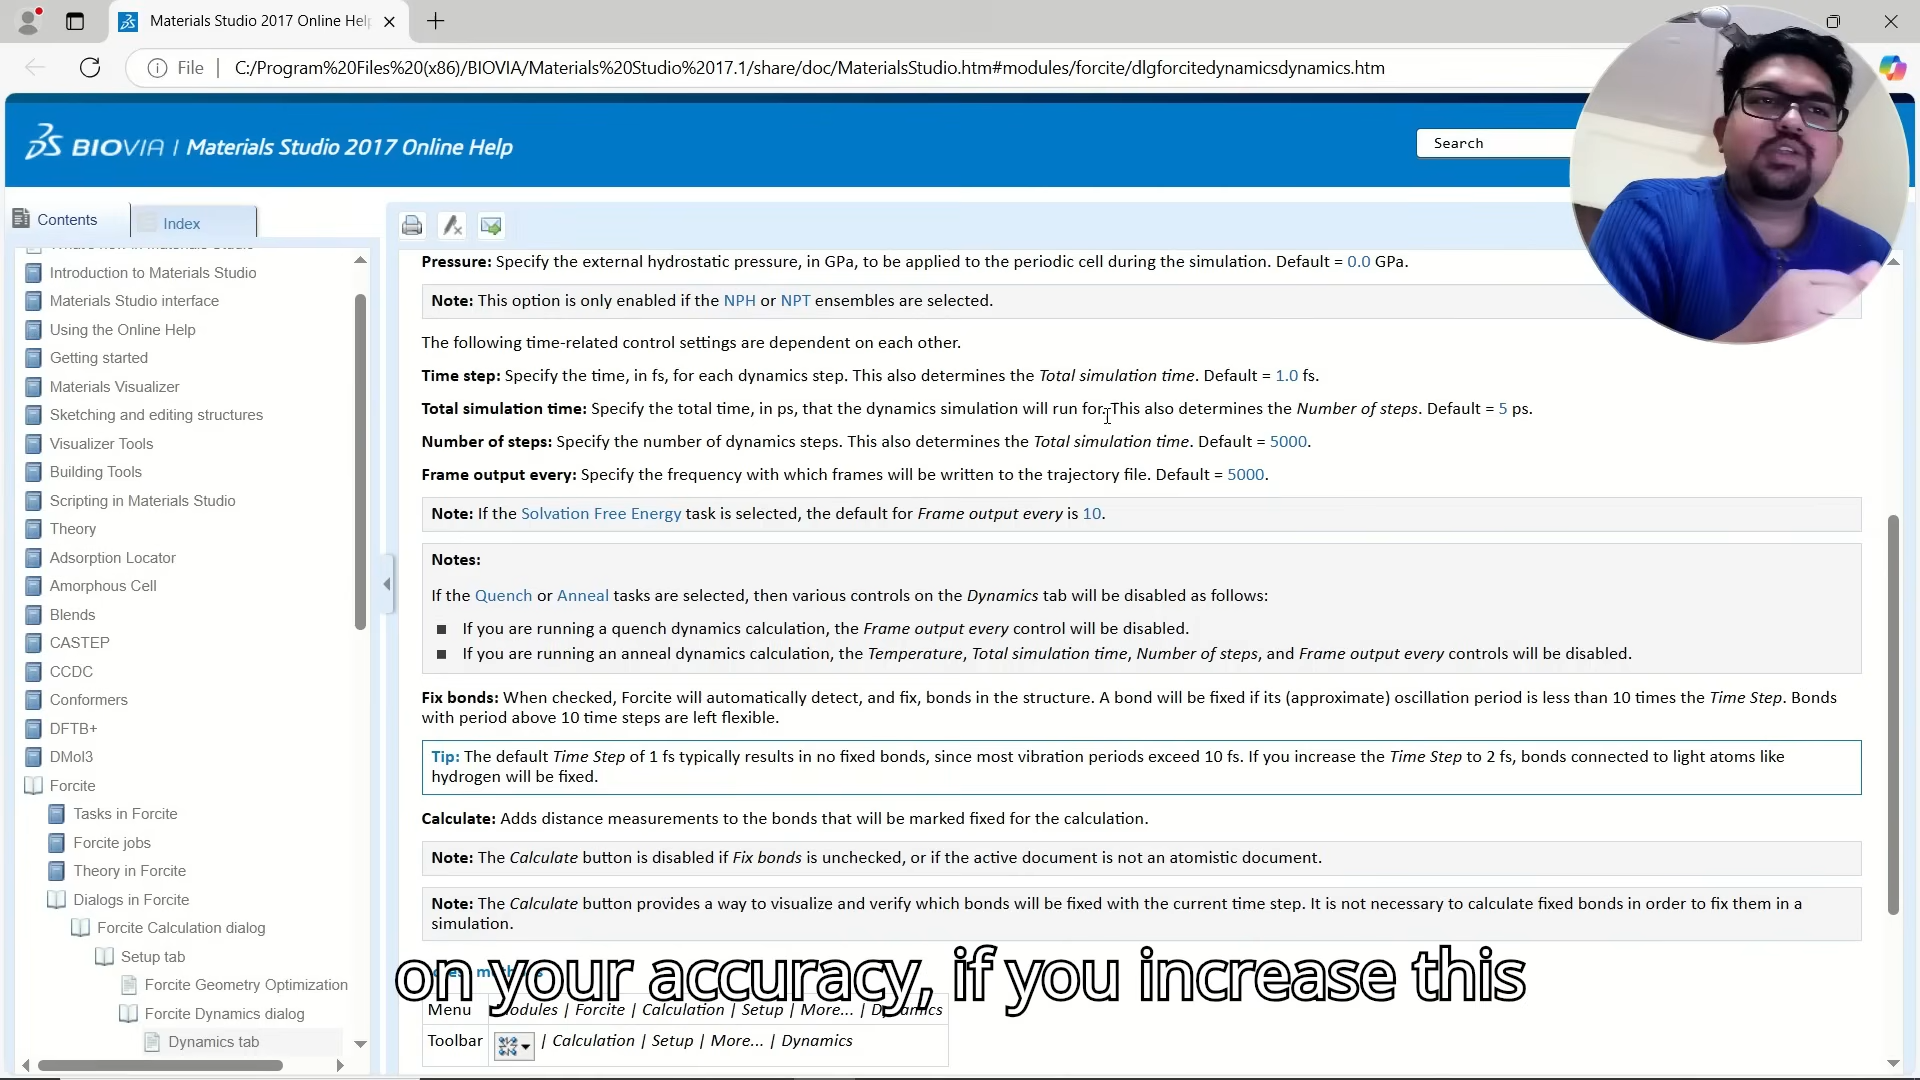 Materials Studio 2017 Online Hel
File | C:/Program%20Files%20(x86)/BIOVIA/Materials%20Studio%202017.1/share/doc/MaterialsStudio.htm#modules/forcite/dlgforcitedynamicsdynamics.htm
BIOVIA | Materials Studio 2017 Online Help
Search
Contents
Index
What's new in Materials Studio
Introduction to Materials Studio
Materials Studio interface
Using the Online Help
Getting started
Materials Visualizer
Sketching and editing structures
Visualizer Tools
Building Tools
Scripting in Materials Studio
Theory
Adsorption Locator
Amorphous Cell
Blends
CASTEP
CCDC
Conformers
DFTB+
DMol3
Forcite
Tasks in Forcite
Forcite jobs
Theory in Forcite
Dialogs in Forcite
Forcite Calculation dialog
Setup tab
Forcite Geometry Optimization
Forcite Dynamics dialog
Dynamics tab
Pressure: Specify the external hydrostatic pressure, in GPa, to be applied to the periodic cell during the simulation. Default = 0.0 GPa.
Note: This option is only enabled if the NPH or NPT ensembles are selected.
The following time-related control settings are dependent on each other.
Time step: Specify the time, in fs, for each dynamics step. This also determines the Total simulation time. Default = 1.0 fs.
Total simulation time: Specify the total time, in ps, that the dynamics simulation will run for. This also determines the Number of steps. Default = 5 ps.
Number of steps: Specify the number of dynamics steps. This also determines the Total simulation time. Default = 5000.
Frame output every: Specify the frequency with which frames will be written to the trajectory file. Default = 5000.
Note: If the Solvation Free Energy task is selected, the default for Frame output every is 10.
Notes:
If the Quench or Anneal tasks are selected, then various controls on the Dynamics tab will be disabled as follows:
If you are running a quench dynamics calculation, the Frame output every control will be disabled.
If you are running an anneal dynamics calculation, the Temperature, Total simulation time, Number of steps, and Frame output every controls will be disabled.
Fix bonds: When checked, Forcite will automatically detect, and fix, bonds in the structure. A bond will be fixed if its (approximate) oscillation period is less than 10 times the Time Step. Bonds
with period above 10 time steps are left flexible.
Tip: The default Time Step of 1 fs typically results in no fixed bonds, since most vibration periods exceed 10 fs. If you increase the Time Step to 2 fs, bonds connected to light atoms like
hydrogen will be fixed.
Calculate: Adds distance measurements to the bonds that will be marked fixed for the calculation.
Note: The Calculate button is disabled if Fix bonds is unchecked, or if the active document is not an atomistic document.
Note: The Calculate button provides a way to visualize and verify which bonds will be fixed with the current time step. It is not necessary to calculate fixed bonds in order to fix them in a
simulation.
on your accuracy, if you increase this
Menu Modules | Forcite | Calculation | Setup | More... | Dynamics
Toolbar | Calculation | Setup | More... | Dynamics